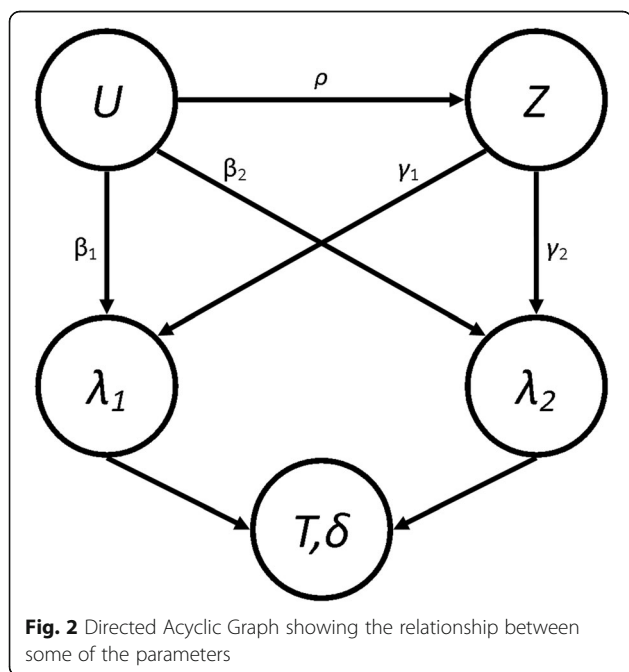 U
ρ
Z
β₂
γ₁
β₁
γ₂
λ₁
λ₂
T,δ
Fig. 2 Directed Acyclic Graph showing the relationship between
some of the parameters